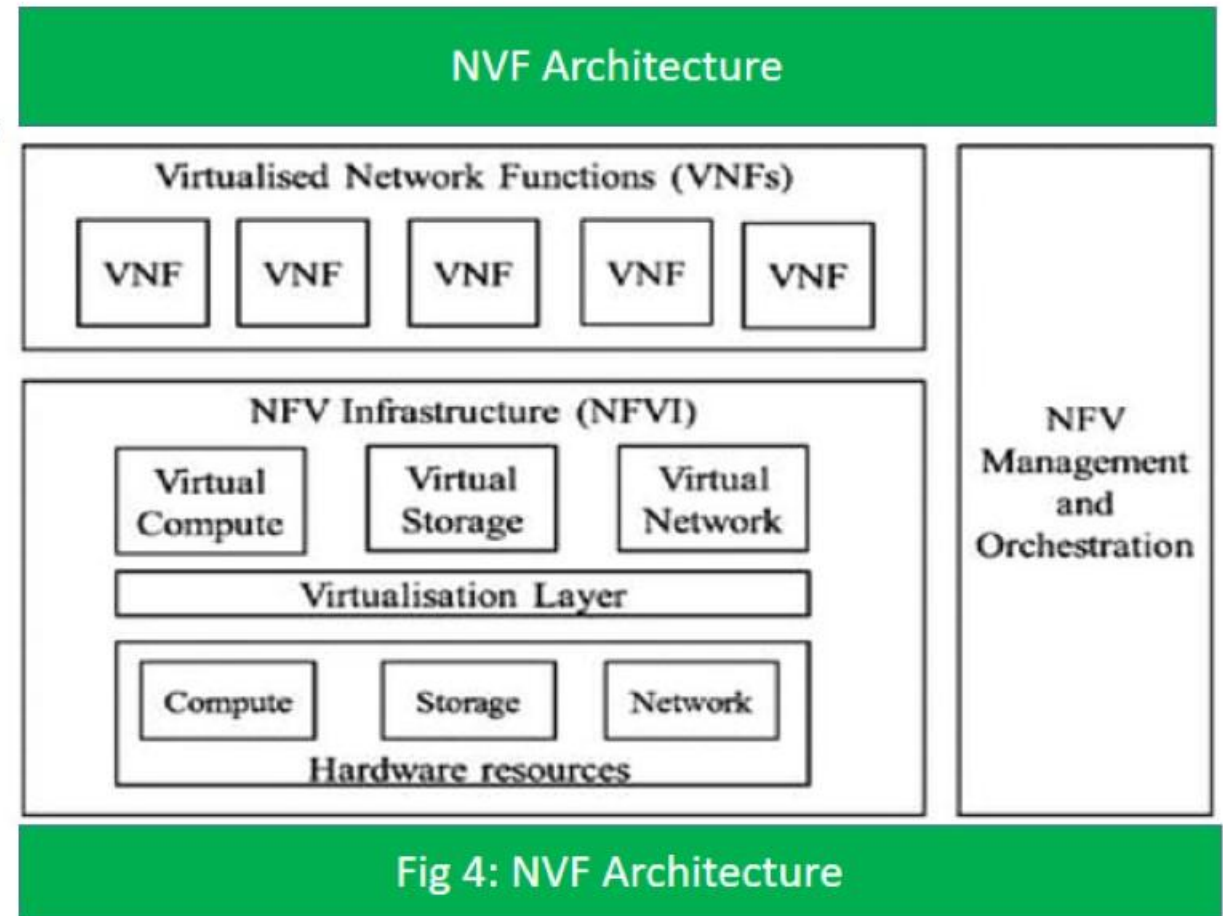 NVF Architecture
Virtualised Network Functions (VNFs)
VNF VNF VNF VNF VNF
NFV Infrastructure (NFVI)
Virtual Compute
Virtual Storage
Virtual Network
Virtualisation Layer
Compute Storage Network
Hardware resources
NFV
Management
and
Orchestration
Fig 4: NVF Architecture